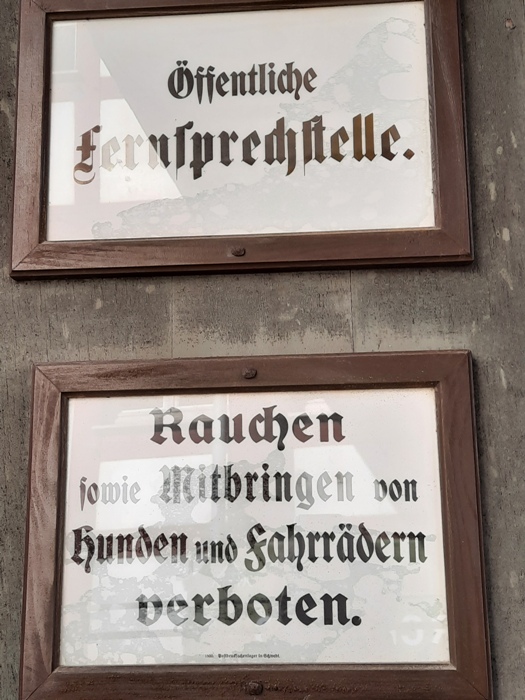 Öffentliche
Fernsprechstelle.
Rauchen
sowie Mitbringen von
Hunden und Fahrrädern
verboten.